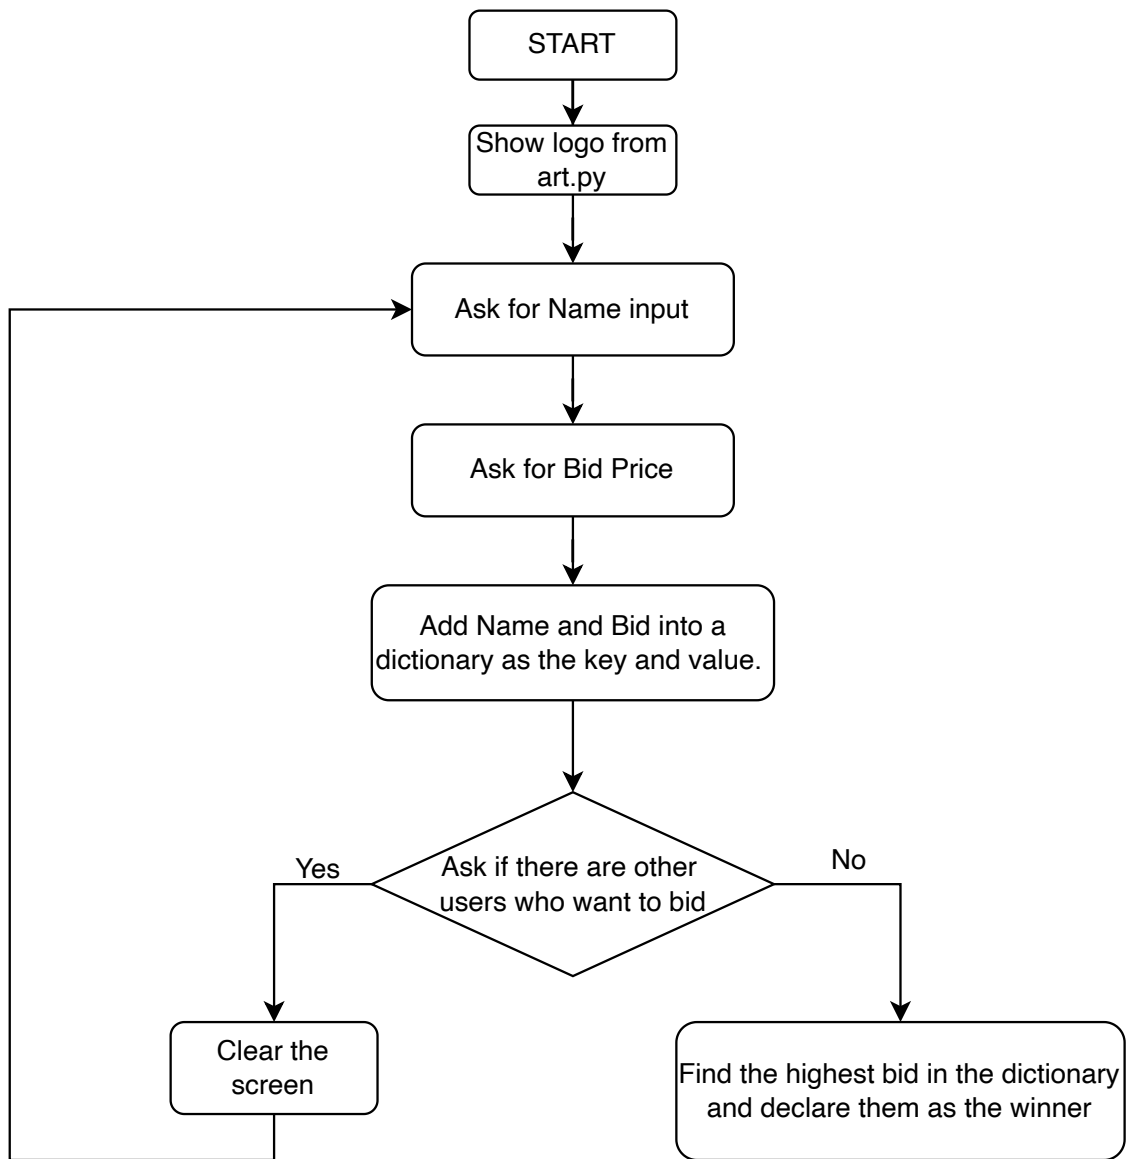 START
Show logo from
art.py
Ask for Name input
Ask for Bid Price
Add Name and Bid into a
dictionary as the key and value.
Ask if there are other
users who want to bid
Yes
No
Clear the
screen
Find the highest bid in the dictionary
and declare them as the winner